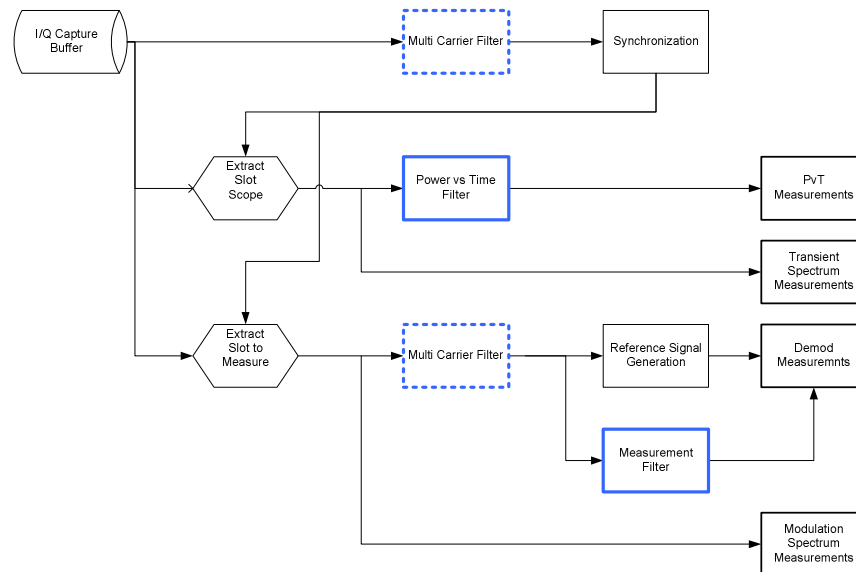 I/Q Capture
Buffer
Multi Carrier Filter
Synchronization
Extract
Slot
Scope
Power vs Time
Filter
PvT
Measurements
Transient
Spectrum
Measurements
Extract
Slot to
Measure
Multi Carrier Filter
Reference Signal
Generation
Demod
Measuremnts
Measurement
Filter
Modulation
Spectrum
Measurements